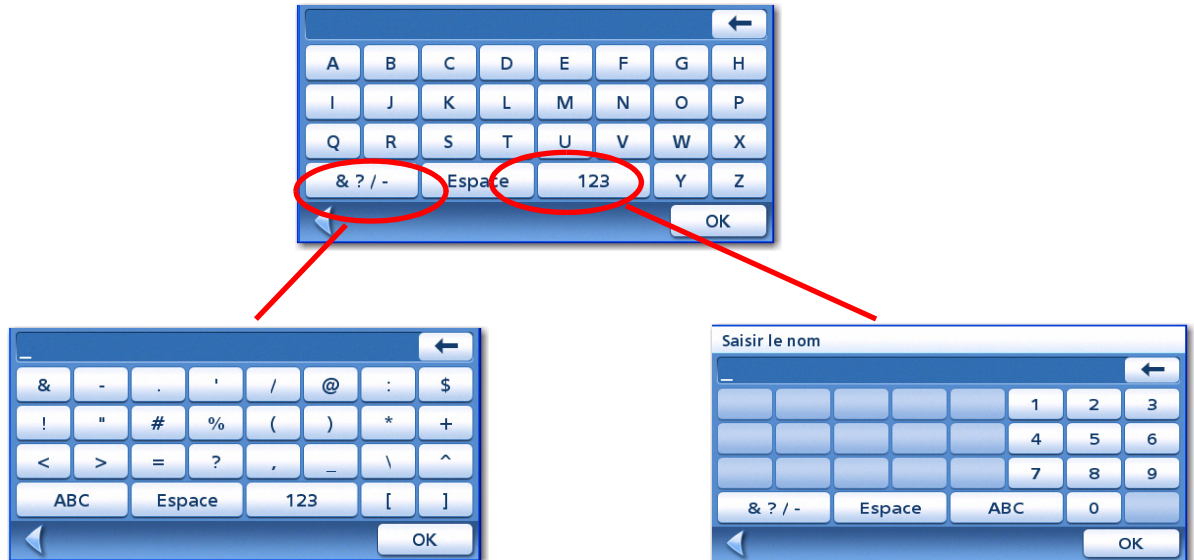 A B C D E F G H
I J K L M N O P
Q R S T U V W X
& ? / - Espace 123 Y Z
OK
_
& - . ' / @ : $
! " # % ( ) * +
< > = ? , _ \ ^
ABC Espace 123 [ ]
OK
Saisir le nom
_
1 2 3
4 5 6
7 8 9
& ? / - Espace ABC 0
OK